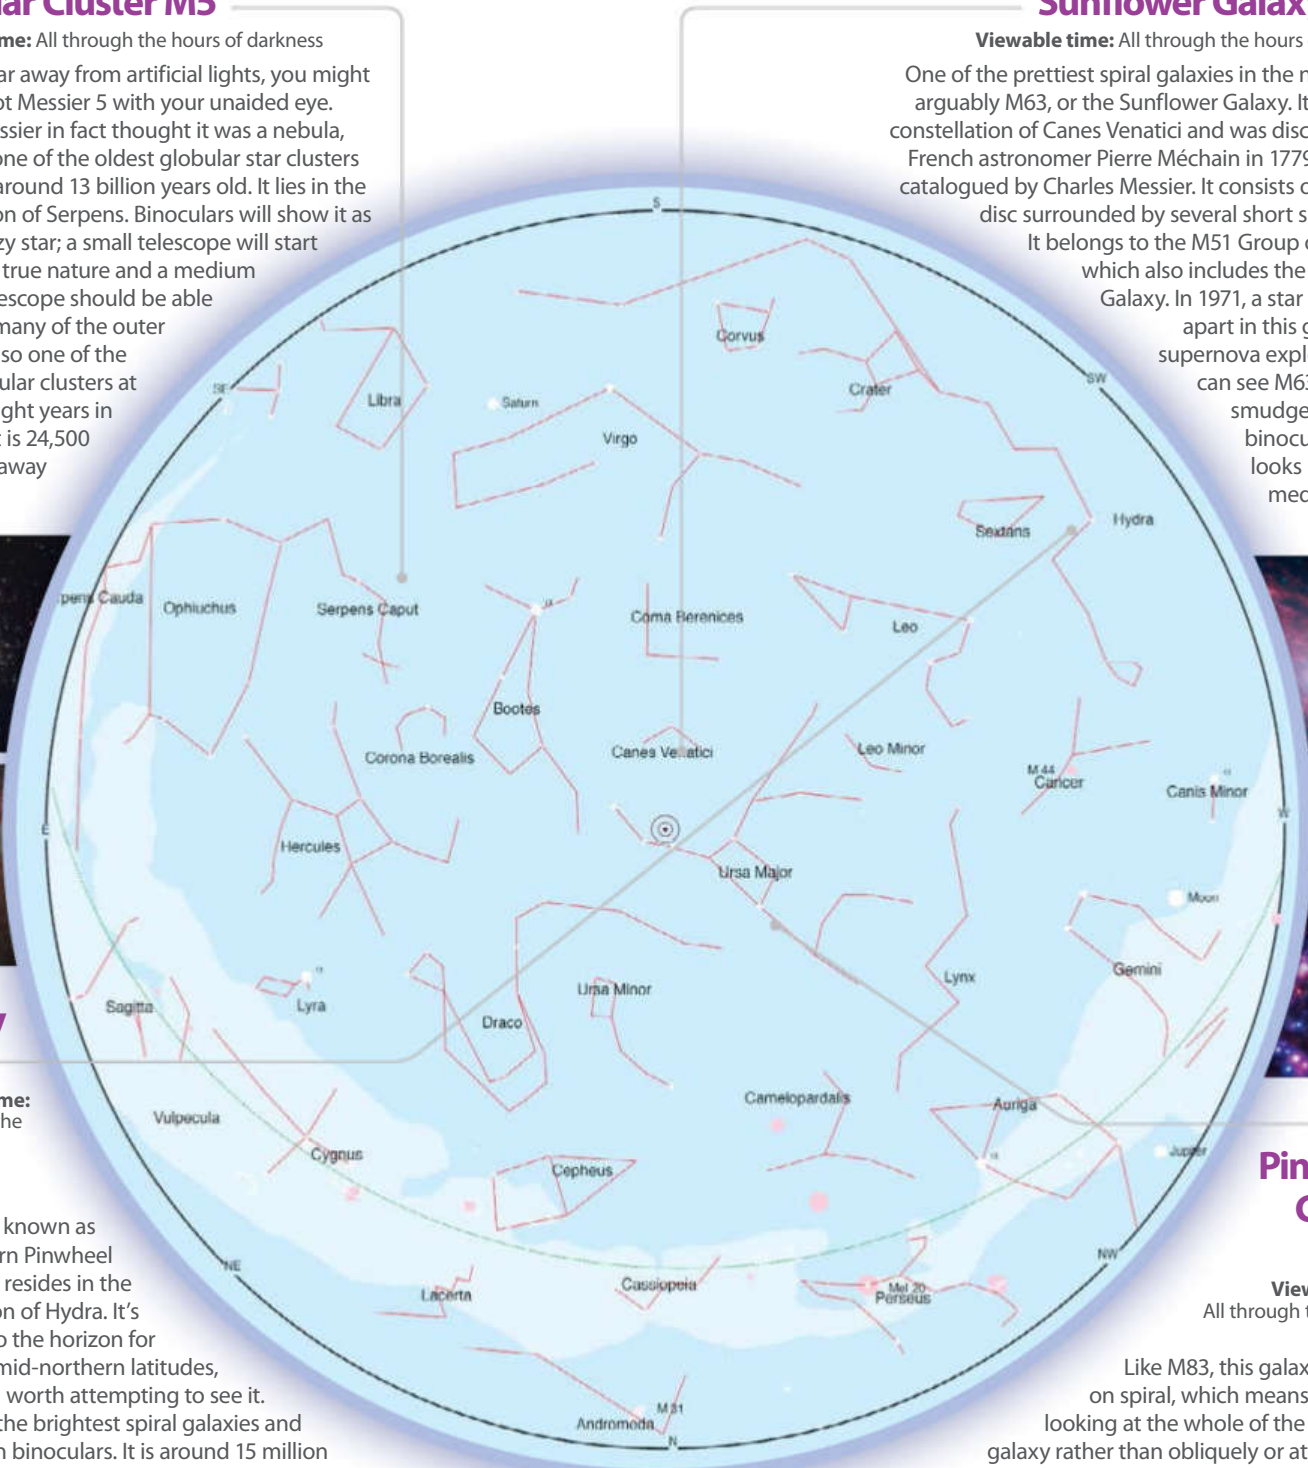 ar Cluster M5
me: All through the hours of darkness
ar away from artificial lights, you might
ot Messier 5 with your unaided eye.
ssier in fact thought it was a nebula,
one of the oldest globular star clusters
around 13 billion years old. It lies in the
on of Serpens. Binoculars will show it as
zy star; a small telescope will start
true nature and a medium
lescope should be able
many of the outer
so one of the
ular clusters at
ght years in
t is 24,500
away
Sunflower Galax
Viewable time: All through the hours
One of the prettiest spiral galaxies in the n
arguably M63, or the Sunflower Galaxy. It
constellation of Canes Venatici and was disc
French astronomer Pierre Méchain in 1779
catalogued by Charles Messier. It consists o
disc surrounded by several short s
It belongs to the M51 Group o
which also includes the
Galaxy. In 1971, a star
apart in this g
supernova expl
can see M63
smudge
binocu
looks
med
S
Corvus
SE
SW
Libra
Saturn
Crater
Virgo
Sextans
Hydra
pens Cauda
Ophiuchus
Serpens Caput
Coma Berenices
Leo
Bootes
Corona Borealis
Canes Venatici
Leo Minor
M 44
Cancer
Canis Minor
E
W
Hercules
Ursa Major
Moon
Sagitta
Lyra
Ursa Minor
Lynx
Gemini
Draco
Vulpecula
Camelopardalis
Auriga
Cygnus
Cepheus
Jupiter
NE
NW
Lacerta
Cassiopeia
Mel 20
Perseus
Andromeda
M 31
N
y
me:
he
known as
rn Pinwheel
resides in the
on of Hydra. It's
o the horizon for
mid-northern latitudes,
worth attempting to see it.
the brightest spiral galaxies and
n binoculars. It is around 15 million
Pin
View
All through t
Like M83, this galax
on spiral, which means
looking at the whole of the
galaxy rather than obliquely or at